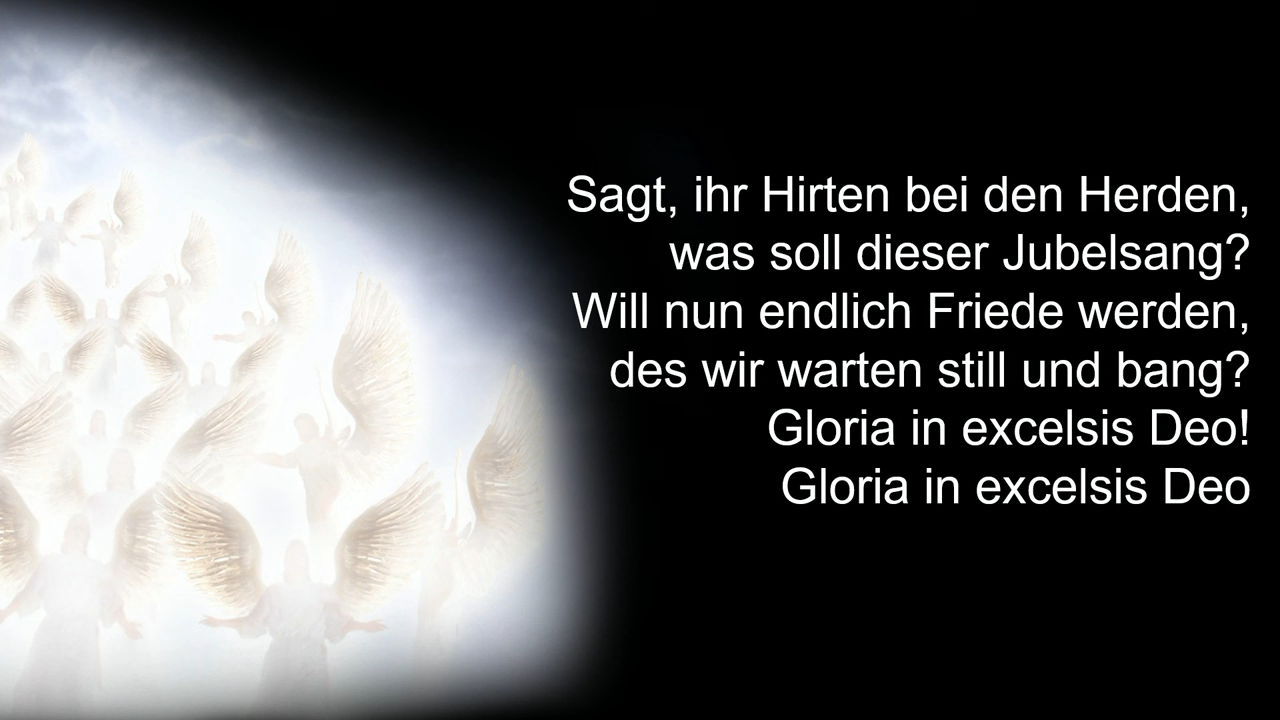 Sagt, ihr Hirten bei den Herden,
was soll dieser Jubelsang?
Will nun endlich Friede werden,
des wir warten still und bang?
Gloria in excelsis Deo!
Gloria in excelsis Deo